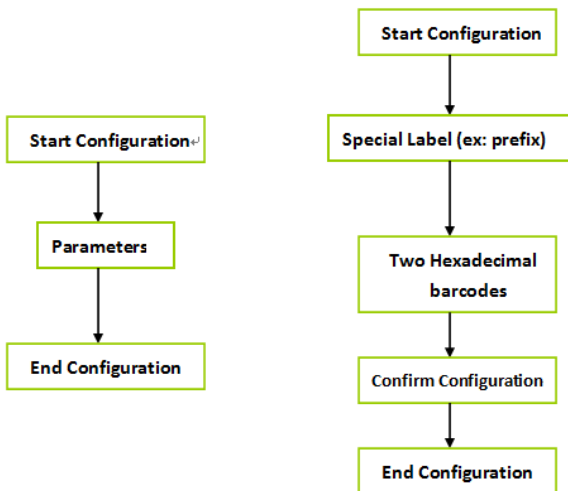 Start Configuration↵
Parameters
End Configuration
Start Configuration
Special Label (ex: prefix)
Two Hexadecimal
barcodes
Confirm Configuration
End Configuration